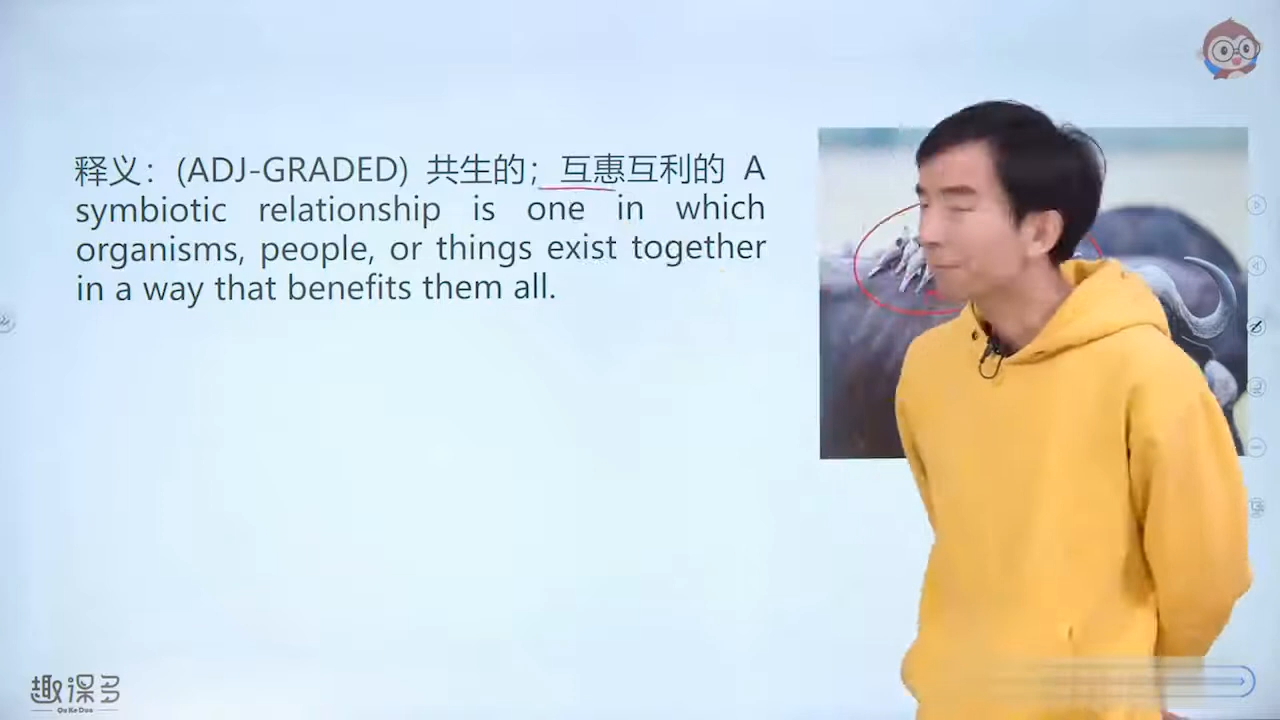 释义：(ADJ-GRADED) 共生的；互惠互利的 A
symbiotic relationship is one in which
organisms, people, or things exist together
in a way that benefits them all.
趣课多
QuKeDuo